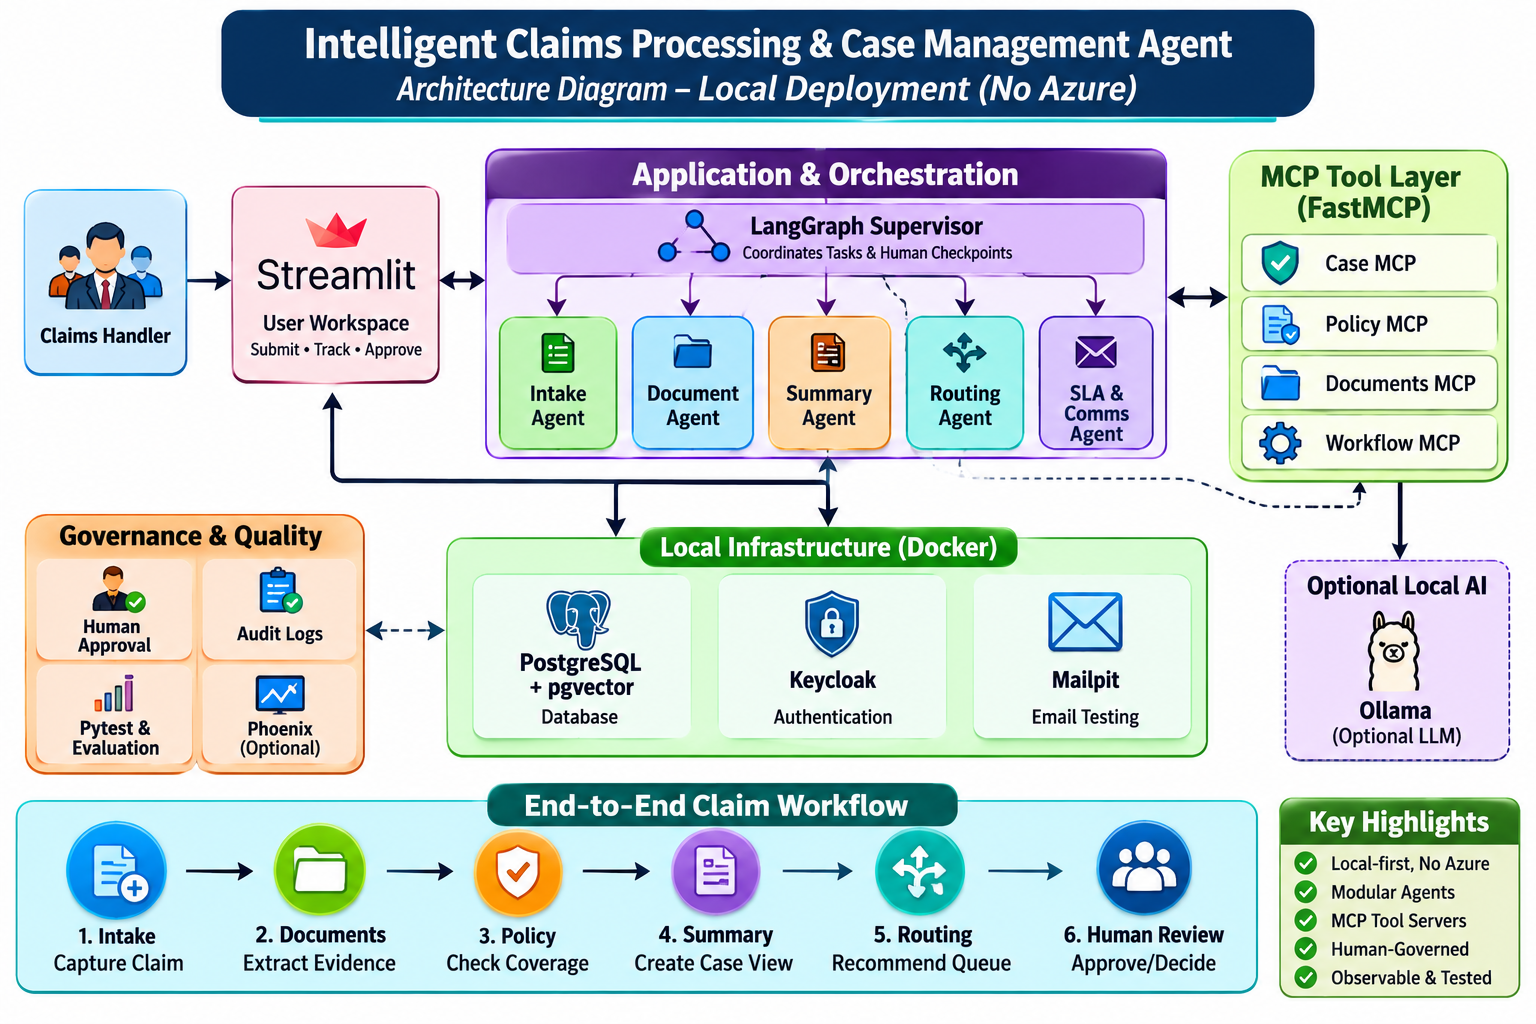 Intelligent Claims Processing & Case Management Agent
Architecture Diagram – Local Deployment (No Azure)
Claims Handler
Streamlit
User Workspace
Submit • Track • Approve
Application & Orchestration
LangGraph Supervisor
Coordinates Tasks & Human Checkpoints
Intake
Agent
Document
Agent
Summary
Agent
Routing
Agent
SLA &
Comms
Agent
MCP Tool Layer
(FastMCP)
Case MCP
Policy MCP
Documents MCP
Workflow MCP
Governance & Quality
Human
Approval
Audit Logs
Pytest &
Evaluation
Phoenix
(Optional)
Local Infrastructure (Docker)
PostgreSQL
+ pgvector
Database
Keycloak
Authentication
Mailpit
Email Testing
Optional Local AI
Ollama
(Optional LLM)
End-to-End Claim Workflow
1. Intake
Capture Claim
2. Documents
Extract Evidence
3. Policy
Check Coverage
4. Summary
Create Case View
5. Routing
Recommend Queue
6. Human Review
Approve/Decide
Key Highlights
Local-first, No Azure
Modular Agents
MCP Tool Servers
Human-Governed
Observable & Tested